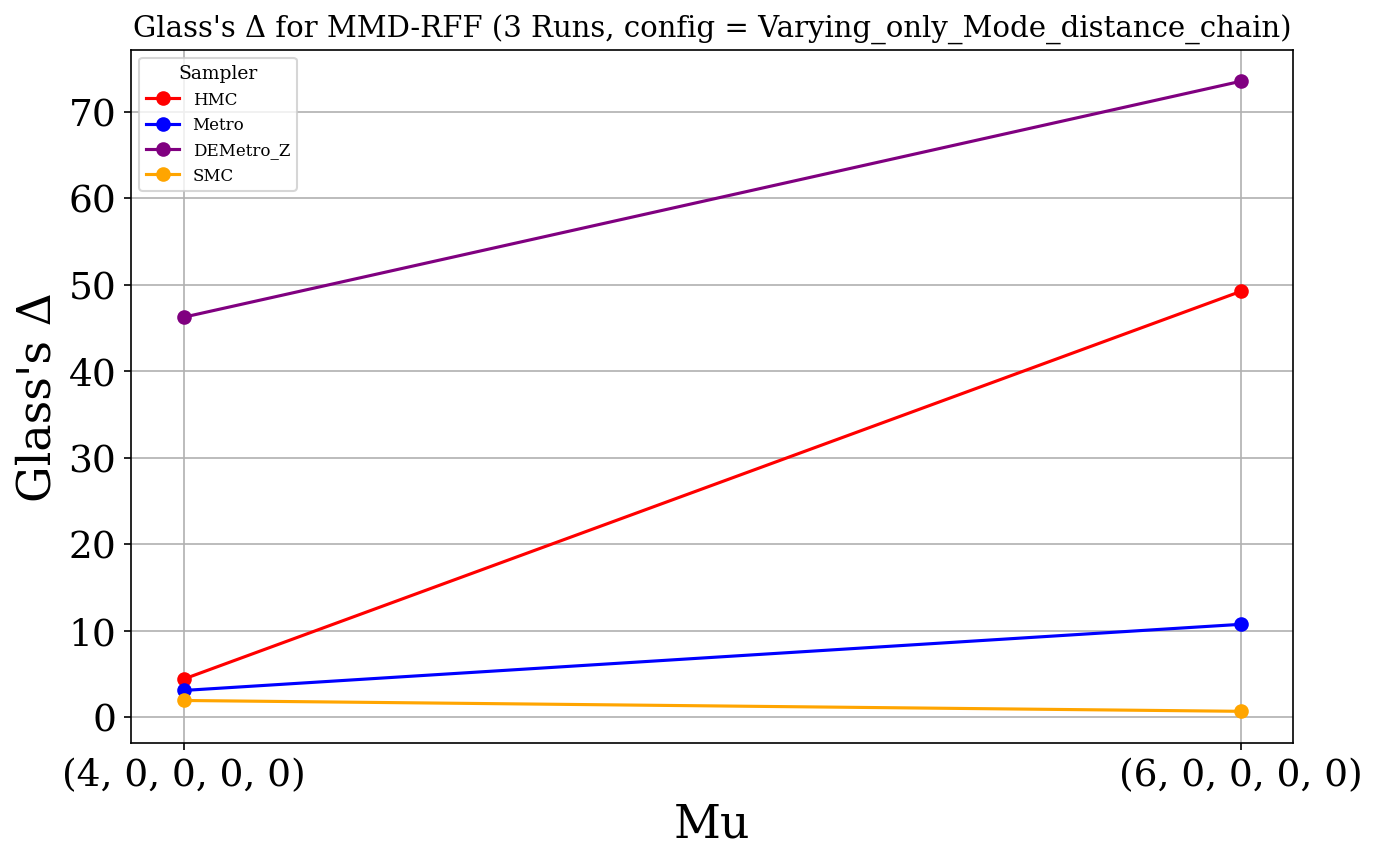 Glass's Δ for MMD-RFF (3 Runs, config = Varying_only_Mode_distance_chain)
Sampler
HMC
Metro
DEMetro_Z
SMC
Glass's Δ
70
60
50
40
30
20
10
0
(4, 0, 0, 0, 0)
(6, 0, 0, 0, 0)
Mu